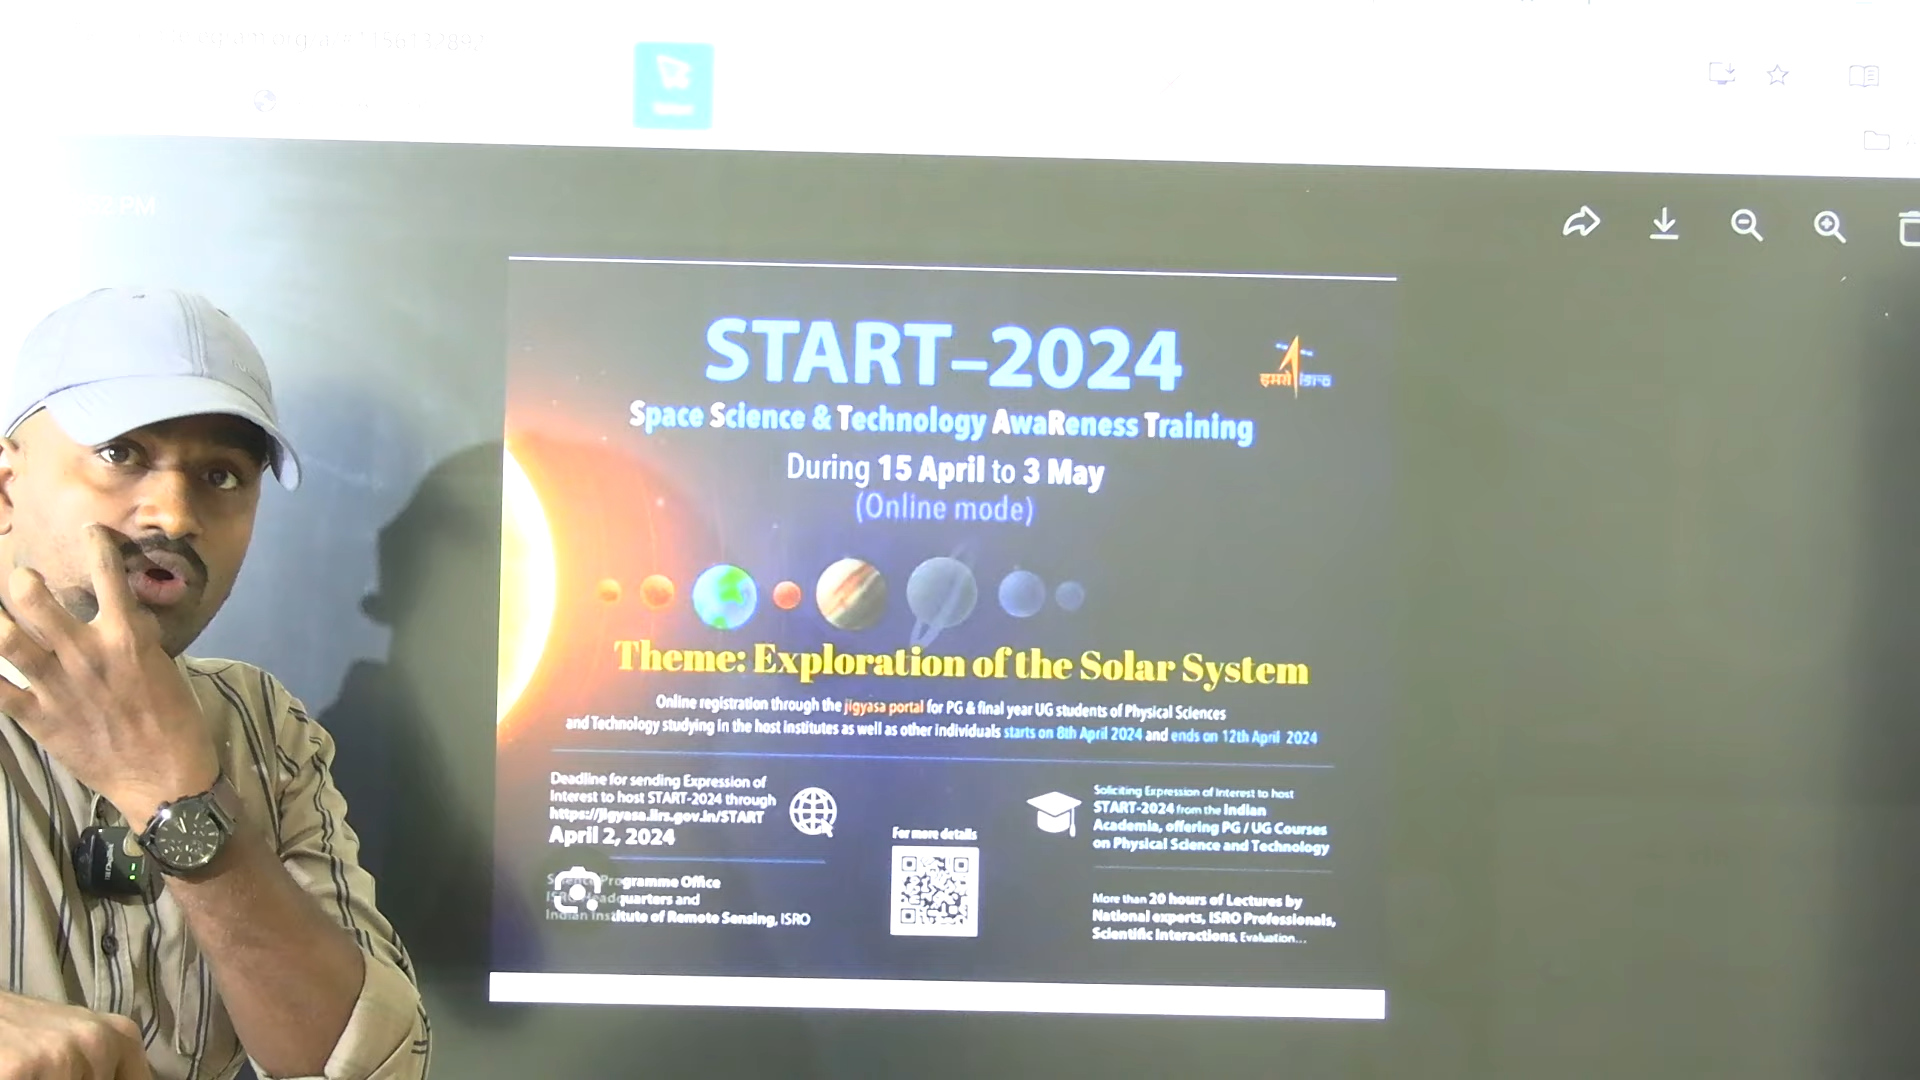 START–2024
इसरो isro
Space Science & Technology AwaReness Training
During 15 April to 3 May
(Online mode)
Theme: Exploration of the Solar System
Online registration through the jigyasa portal for PG & final year UG students of Physical Sciences
and Technology studying in the host institutes as well as other individuals starts on 8th April 2024 and ends on 12th April 2024
Deadline for sending Expression of
Interest to host START-2024 through
https://jigyasa.iirs.gov.in/START
April 2, 2024
Science Programme Office
ISRO Headquarters and
Indian Institute of Remote Sensing, ISRO
For more details
Soliciting Expression of Interest to host
START-2024 from the Indian
Academia, offering PG / UG Courses
on Physical Science and Technology
More than 20 hours of Lectures by
National experts, ISRO Professionals,
Scientific Interactions, Evaluation...